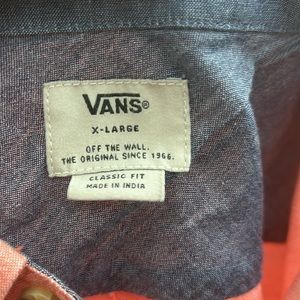 VANS®
X-LARGE
OFF THE WALL.
THE ORIGINAL SINCE 1966.
CLASSIC FIT
MADE IN INDIA